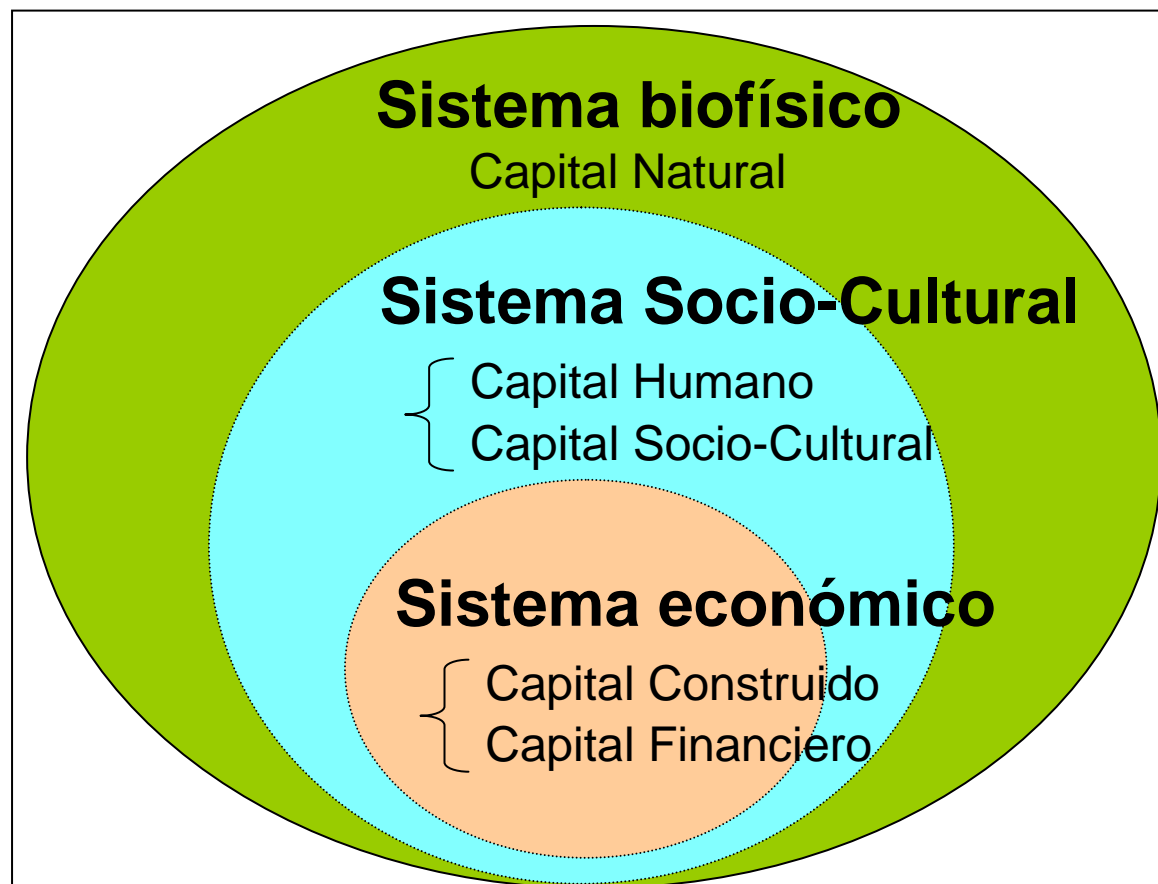 Sistema biofísico
Capital Natural
Sistema Socio-Cultural
Capital Humano
Capital Socio-Cultural
Sistema económico
Capital Construido
Capital Financiero